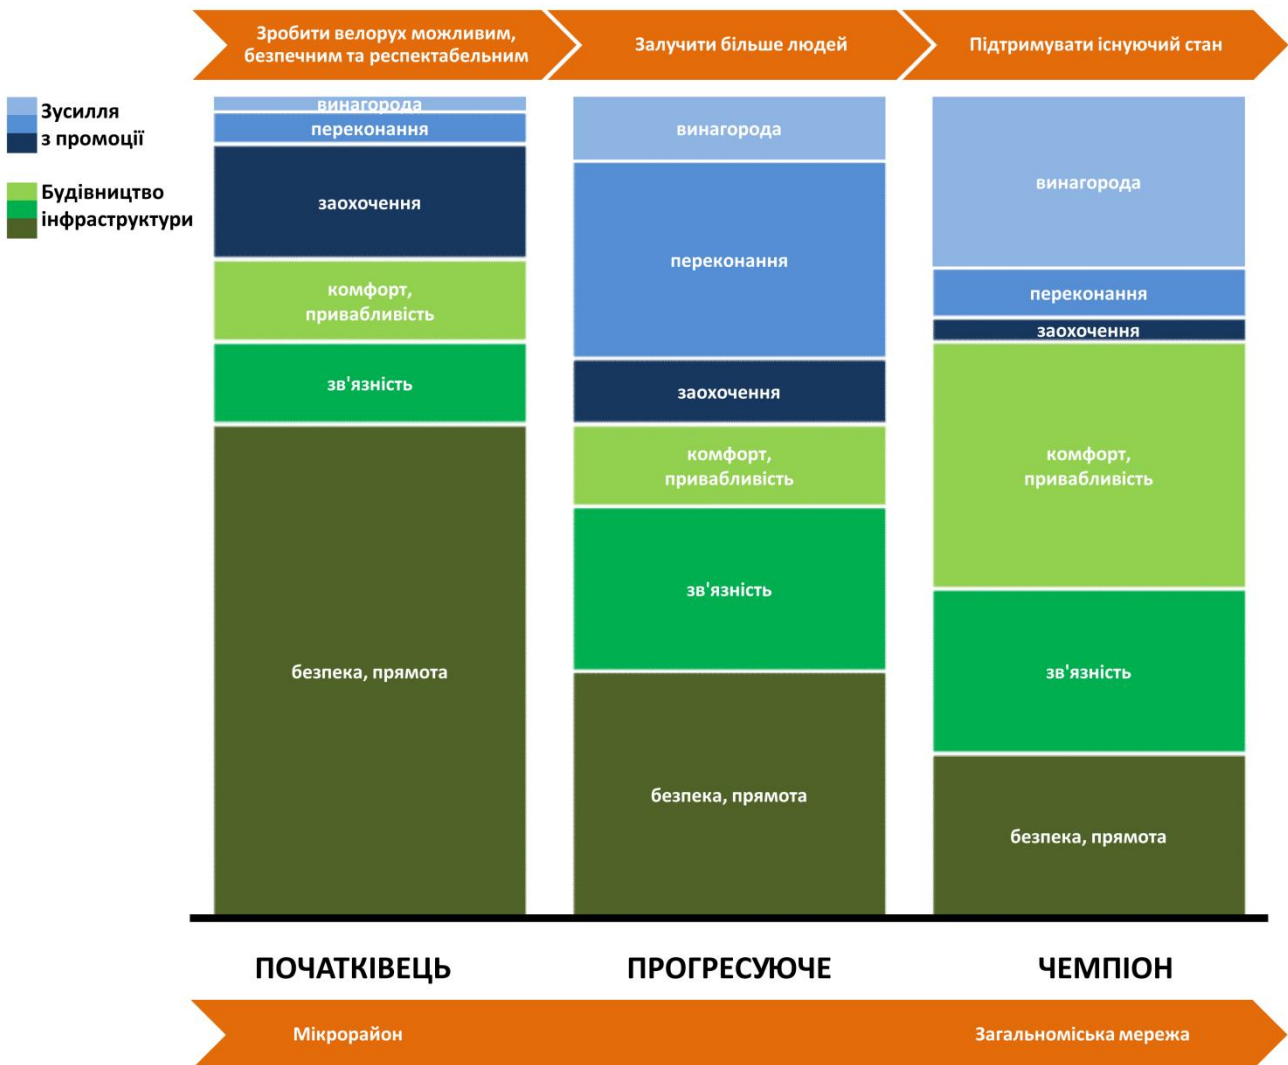 Зробити велорух можливим,
безпечним та респектабельним
Залучити більше людей
Підтримувати існуючий стан
Зусилля
з промоції
Будівництво
інфраструктури
винагорода
переконання
заохочення
комфорт,
привабливість
зв'язність
безпека, прямота
винагорода
переконання
заохочення
комфорт,
привабливість
зв'язність
безпека, прямота
винагорода
переконання
заохочення
комфорт,
привабливість
зв'язність
безпека, прямота
ПОЧАТКІВЕЦЬ
ПРОГРЕСУЮЧЕ
ЧЕМПІОН
Мікрорайон
Загальноміська мережа